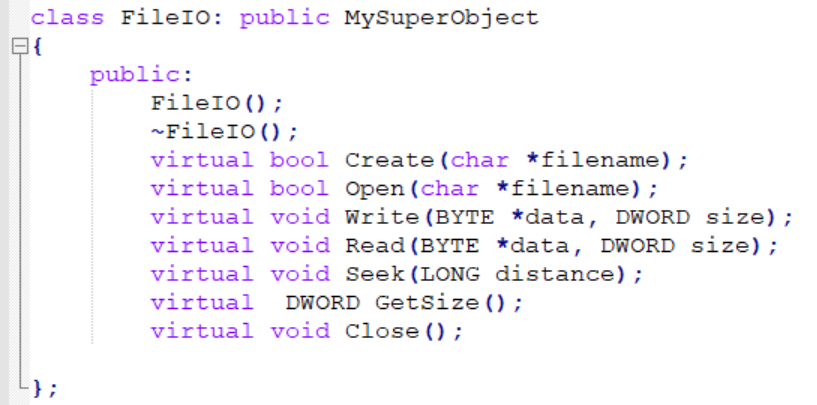 class FileIO: public MySuperObject
{
public:
FileIO();
~FileIO();
virtual bool Create(char *filename);
virtual bool Open(char *filename);
virtual void Write(BYTE *data, DWORD size);
virtual void Read(BYTE *data, DWORD size);
virtual void Seek(LONG distance);
virtual  DWORD GetSize();
virtual void Close();
};